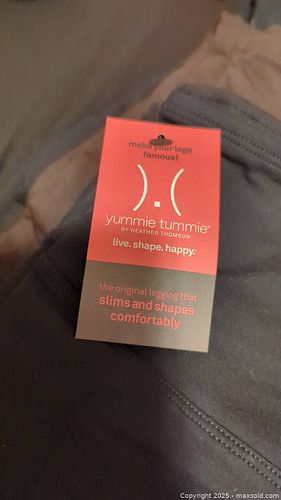 make your legs
famous!
yummie tummie®
BY HEATHER THOMSON
live. shape. happy.
the original legging that
slims and shapes
comfortably
Copyright © 2025 - maxsold.com